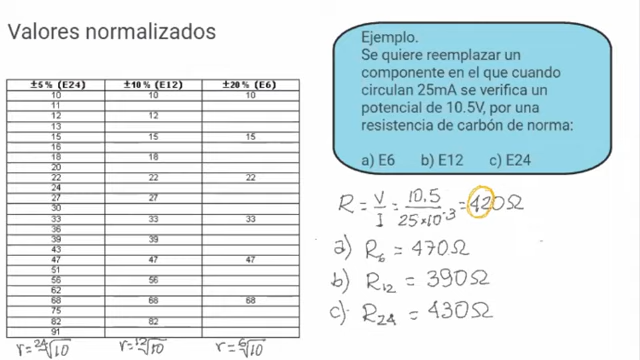 Valores normalizados
±5% (E24) ±10% (E12) ±20% (E6)
10 10 10
11
12 12
13
15 15 15
16
18 18
20
22 22 22
24
27 27
30
33 33 33
36
39 39
43
47 47 47
51
56 56
62
68 68 68
75
82 82
91
r = ²⁴√10 r = ¹²√10 r = ⁶√10
Ejemplo.
Se quiere reemplazar un
componente en el que cuando
circulan 25mA se verifica un
potencial de 10.5V, por una
resistencia de carbón de norma:
a) E6 b) E12 c) E24
R = V/I = 10.5/25*10⁻³ = 420Ω
a) R₆ = 470Ω
b) R₁₂ = 390Ω
c) R₂₄ = 430Ω